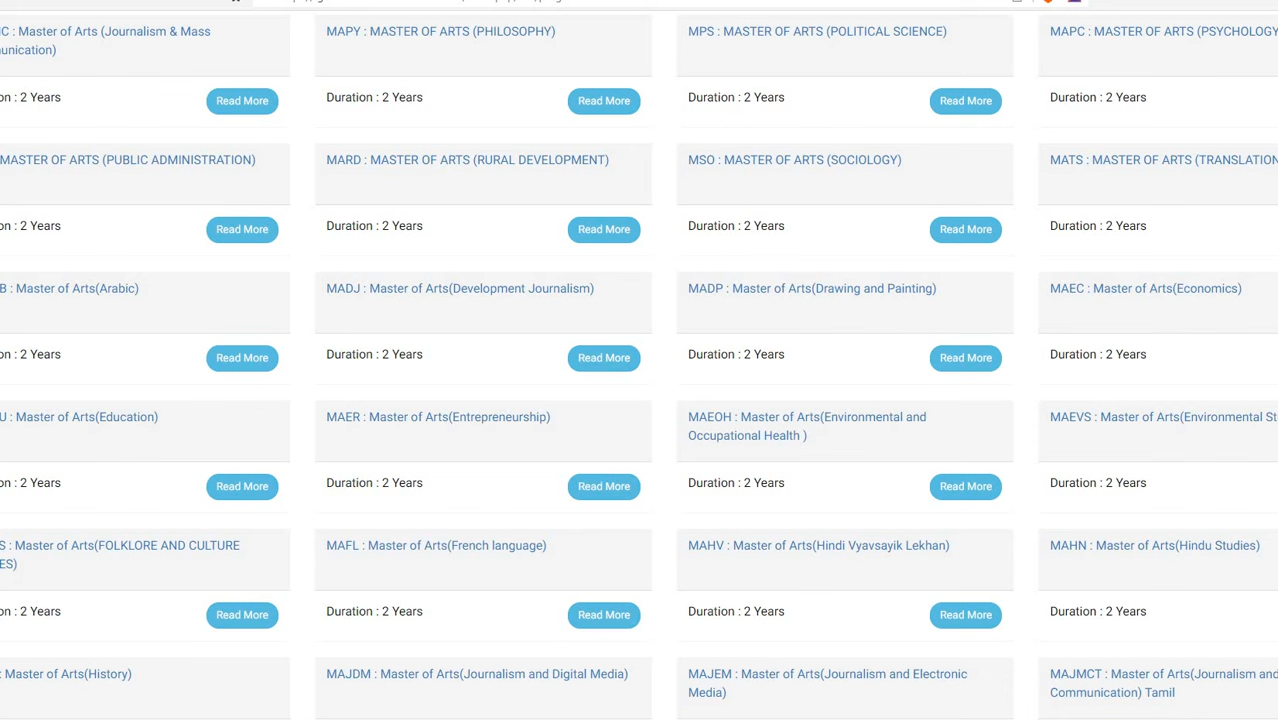 C : Master of Arts (Journalism & Mass
unication)
MAPY : MASTER OF ARTS (PHILOSOPHY)
MPS : MASTER OF ARTS (POLITICAL SCIENCE)
MAPC : MASTER OF ARTS (PSYCHOLOGY
on : 2 Years
Read More
Duration : 2 Years
Read More
Duration : 2 Years
Read More
Duration : 2 Years
MASTER OF ARTS (PUBLIC ADMINISTRATION)
MARD : MASTER OF ARTS (RURAL DEVELOPMENT)
MSO : MASTER OF ARTS (SOCIOLOGY)
MATS : MASTER OF ARTS (TRANSLATION
on : 2 Years
Read More
Duration : 2 Years
Read More
Duration : 2 Years
Read More
Duration : 2 Years
B : Master of Arts(Arabic)
MADJ : Master of Arts(Development Journalism)
MADP : Master of Arts(Drawing and Painting)
MAEC : Master of Arts(Economics)
on : 2 Years
Read More
Duration : 2 Years
Read More
Duration : 2 Years
Read More
Duration : 2 Years
U : Master of Arts(Education)
MAER : Master of Arts(Entrepreneurship)
MAEOH : Master of Arts(Environmental and
Occupational Health )
MAEVS : Master of Arts(Environmental St
on : 2 Years
Read More
Duration : 2 Years
Read More
Duration : 2 Years
Read More
Duration : 2 Years
S : Master of Arts(FOLKLORE AND CULTURE
ES)
MAFL : Master of Arts(French language)
MAHV : Master of Arts(Hindi Vyavsayik Lekhan)
MAHN : Master of Arts(Hindu Studies)
on : 2 Years
Read More
Duration : 2 Years
Read More
Duration : 2 Years
Read More
Duration : 2 Years
: Master of Arts(History)
MAJDM : Master of Arts(Journalism and Digital Media)
MAJEM : Master of Arts(Journalism and Electronic
Media)
MAJMCT : Master of Arts(Journalism and
Communication) Tamil